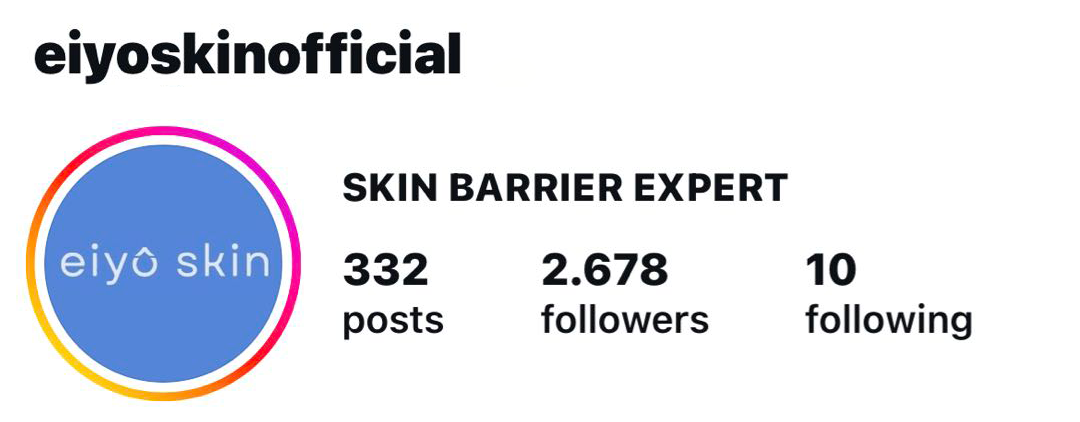 eiyoskinofficial
eiyô skin
SKIN BARRIER EXPERT
332 2.678 10
posts followers following